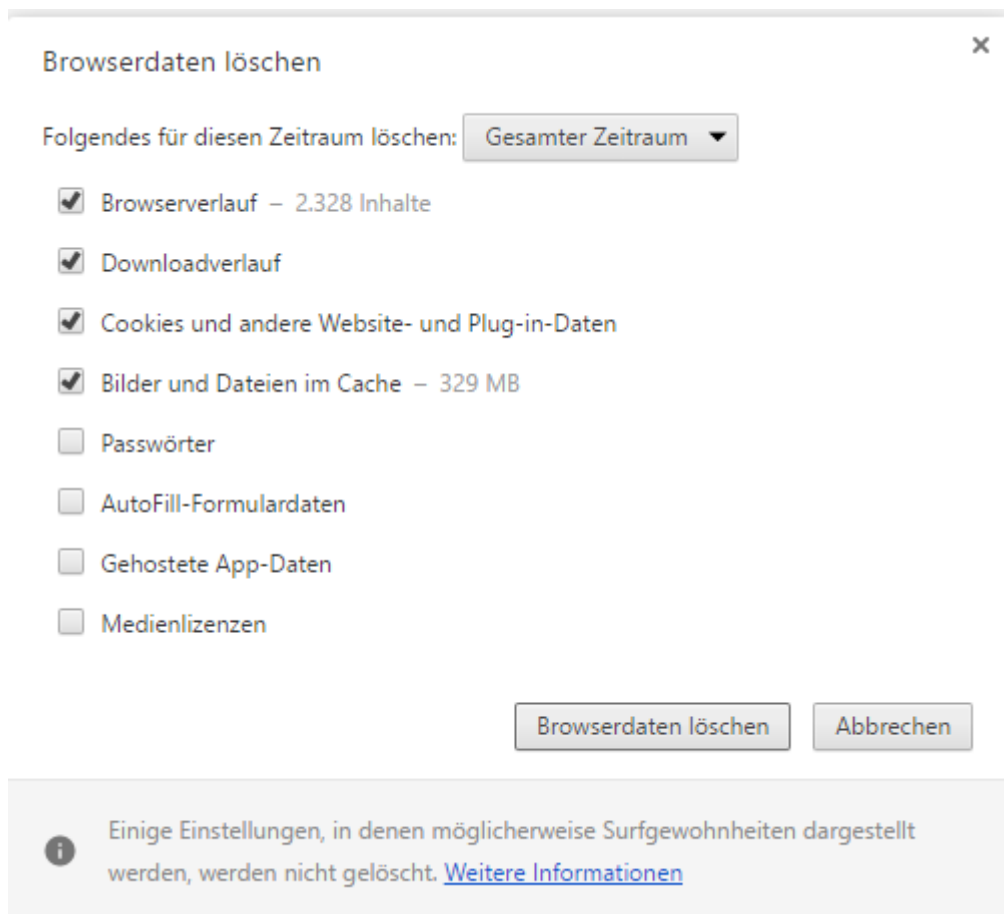 Browserdaten löschen
Folgendes für diesen Zeitraum löschen: Gesamter Zeitraum
Browserverlauf – 2.328 Inhalte
Downloadverlauf
Cookies und andere Website- und Plug-in-Daten
Bilder und Dateien im Cache – 329 MB
Passwörter
AutoFill-Formulardaten
Gehostete App-Daten
Medienlizenzen
Browserdaten löschen Abbrechen
Einige Einstellungen, in denen möglicherweise Surfgewohnheiten dargestellt
werden, werden nicht gelöscht. Weitere Informationen